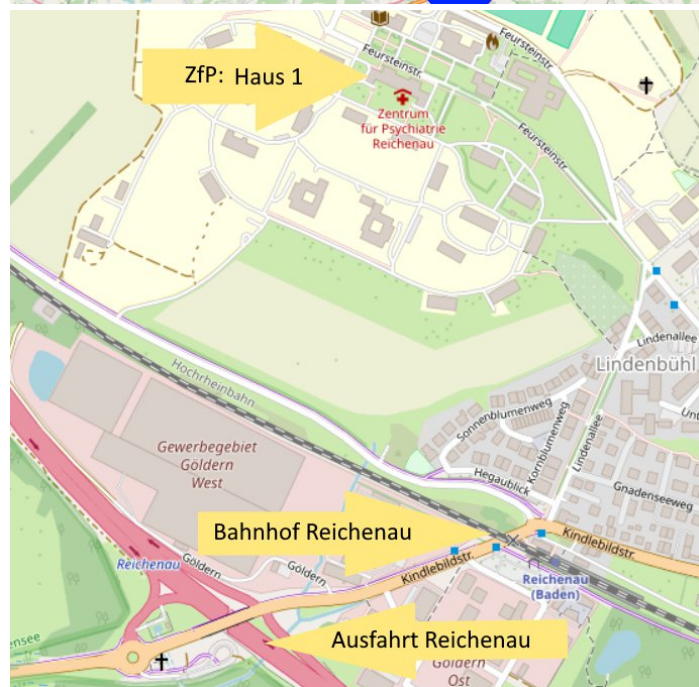 Feursteinstr.
ZfP: Haus 1
Feursteinstr.
Zentrum
für Psychiatrie
Reichenau
Feursteinstr.
Lindenallee
Lindenbühl
Hochrheinbahn
Sonnenblumenweg
Kornblumenweg
Lindenallee
Gewerbegebiet
Göldern
West
Hegaublick
Gnadenseeweg
Bahnhof Reichenau
Kindlebildstr.
Reichenau
Göldern
Göldern
Kindlebildstr.
Reichenau
(Baden)
Ausfahrt Reichenau
Göldern
Ost